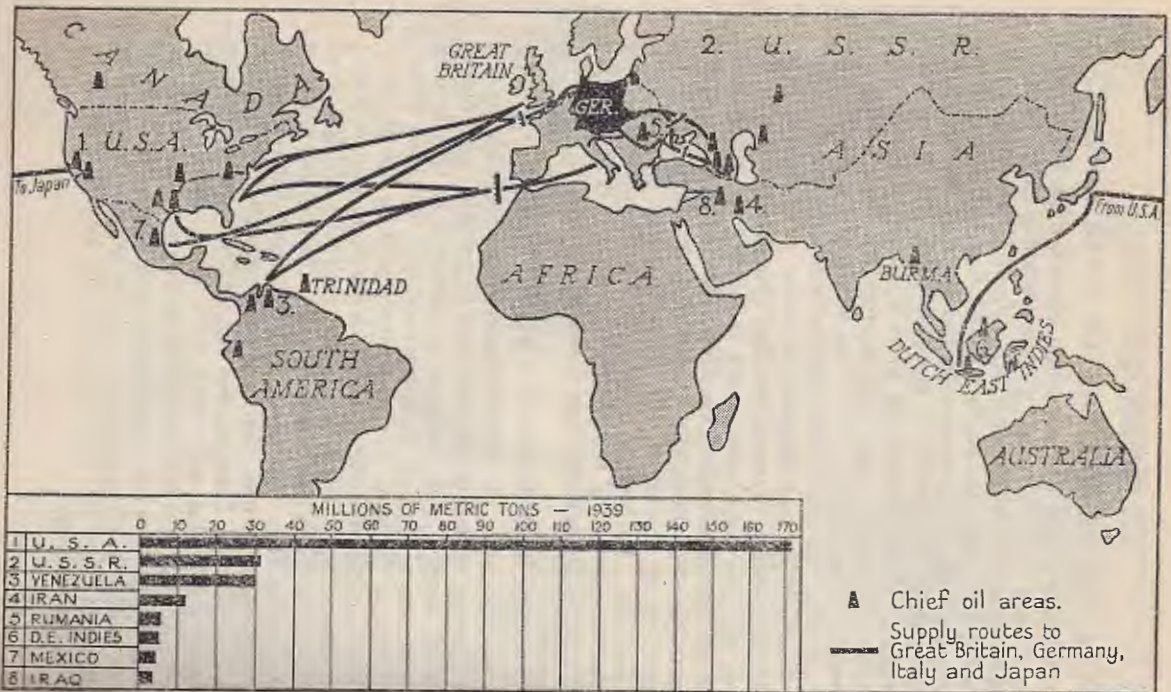 CANADA
GREAT
BRITAIN
2. U. S. S. R.
1. U.S.A.
GER.
5.
ASIA
To Japan
From U.S.A.
8.
4.
7.
BURMA
AFRICA
TRINIDAD
3.
SOUTH
AMERICA
DUTCH EAST INDIES
6
AUSTRALIA
MILLIONS OF METRIC TONS — 1939
0 10 20 30 40 50 60 70 80 90 100 110 120 130 140 150 160 170
1 U. S. A.
2 U. S. S. R.
3 VENEZUELA
4 IRAN
5 RUMANIA
6 D.E. INDIES
7 MEXICO
8 IRAQ
Chief oil areas.
Supply routes to
Great Britain, Germany,
Italy and Japan